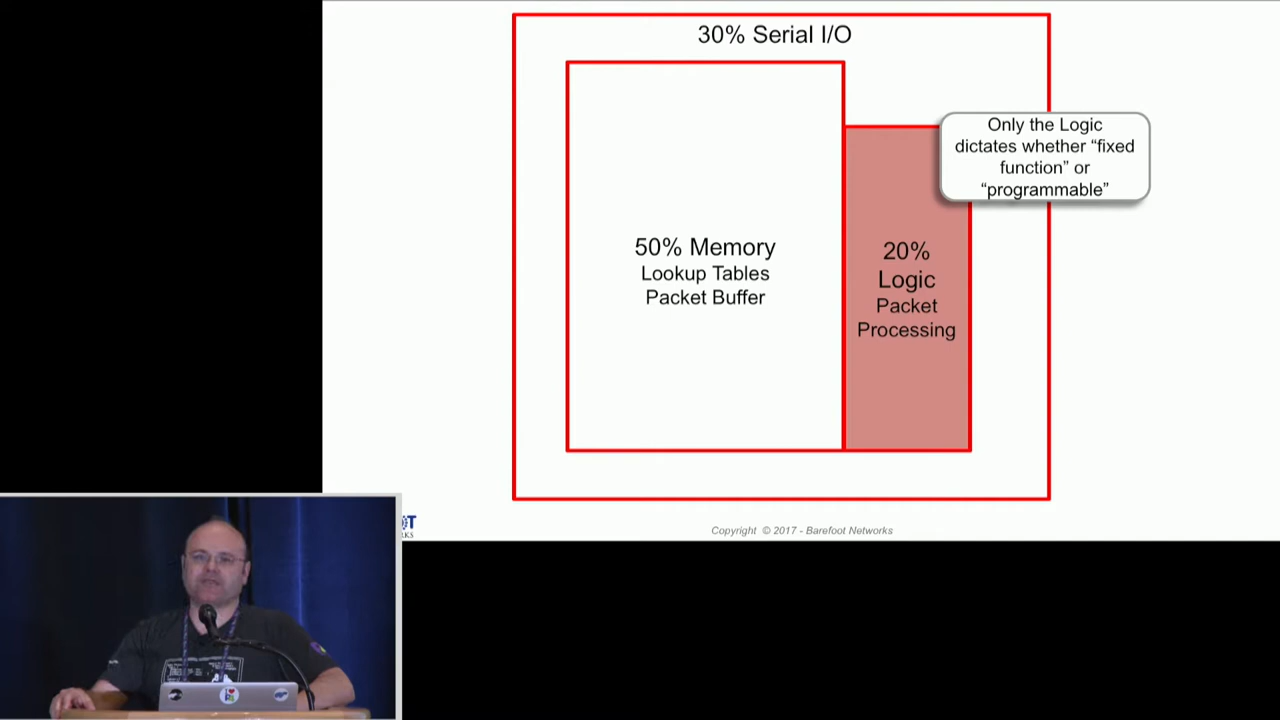 30% Serial I/O
Only the Logic
dictates whether “fixed
function” or
“programmable”
50% Memory
Lookup Tables
Packet Buffer
20%
Logic
Packet
Processing
Copyright © 2017 - Barefoot Networks